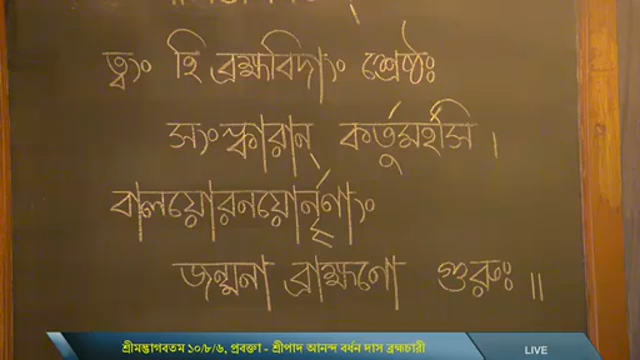 ত্বং হি ব্রহ্মবিদাং শ্রেষ্ঠঃ
সংস্কারান্ কর্তুমর্হসি ।
বালয়োরনয়োর্নৃণাং
জন্মনা ব্রাহ্মণো গুরুঃ ॥
শ্রীমদ্ভাগবতম ১০/৮/৬, প্রবক্তা - শ্রীপাদ আনন্দ বর্ধন দাস ব্রহ্মচারী
LIVE